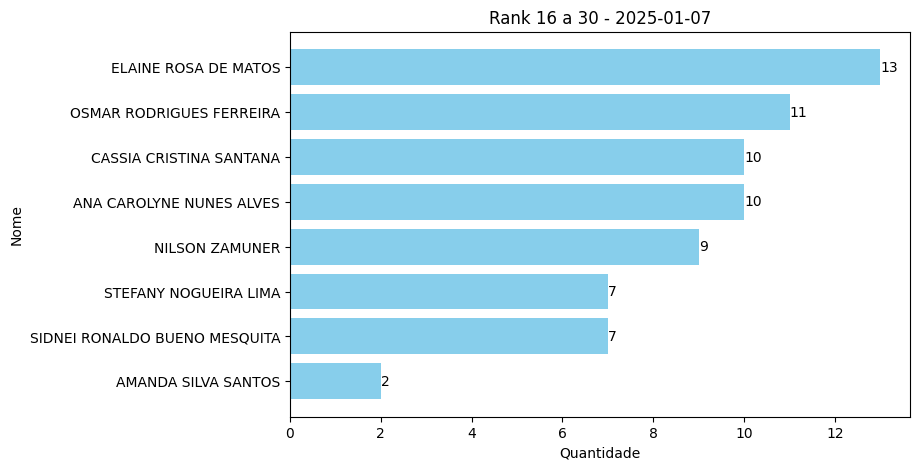 Rank 16 a 30 - 2025-01-07
Nome
ELAINE ROSA DE MATOS 13
OSMAR RODRIGUES FERREIRA 11
CASSIA CRISTINA SANTANA 10
ANA CAROLYNE NUNES ALVES 10
NILSON ZAMUNER 9
STEFANY NOGUEIRA LIMA 7
SIDNEI RONALDO BUENO MESQUITA 7
AMANDA SILVA SANTOS 2
0 2 4 6 8 10 12
Quantidade